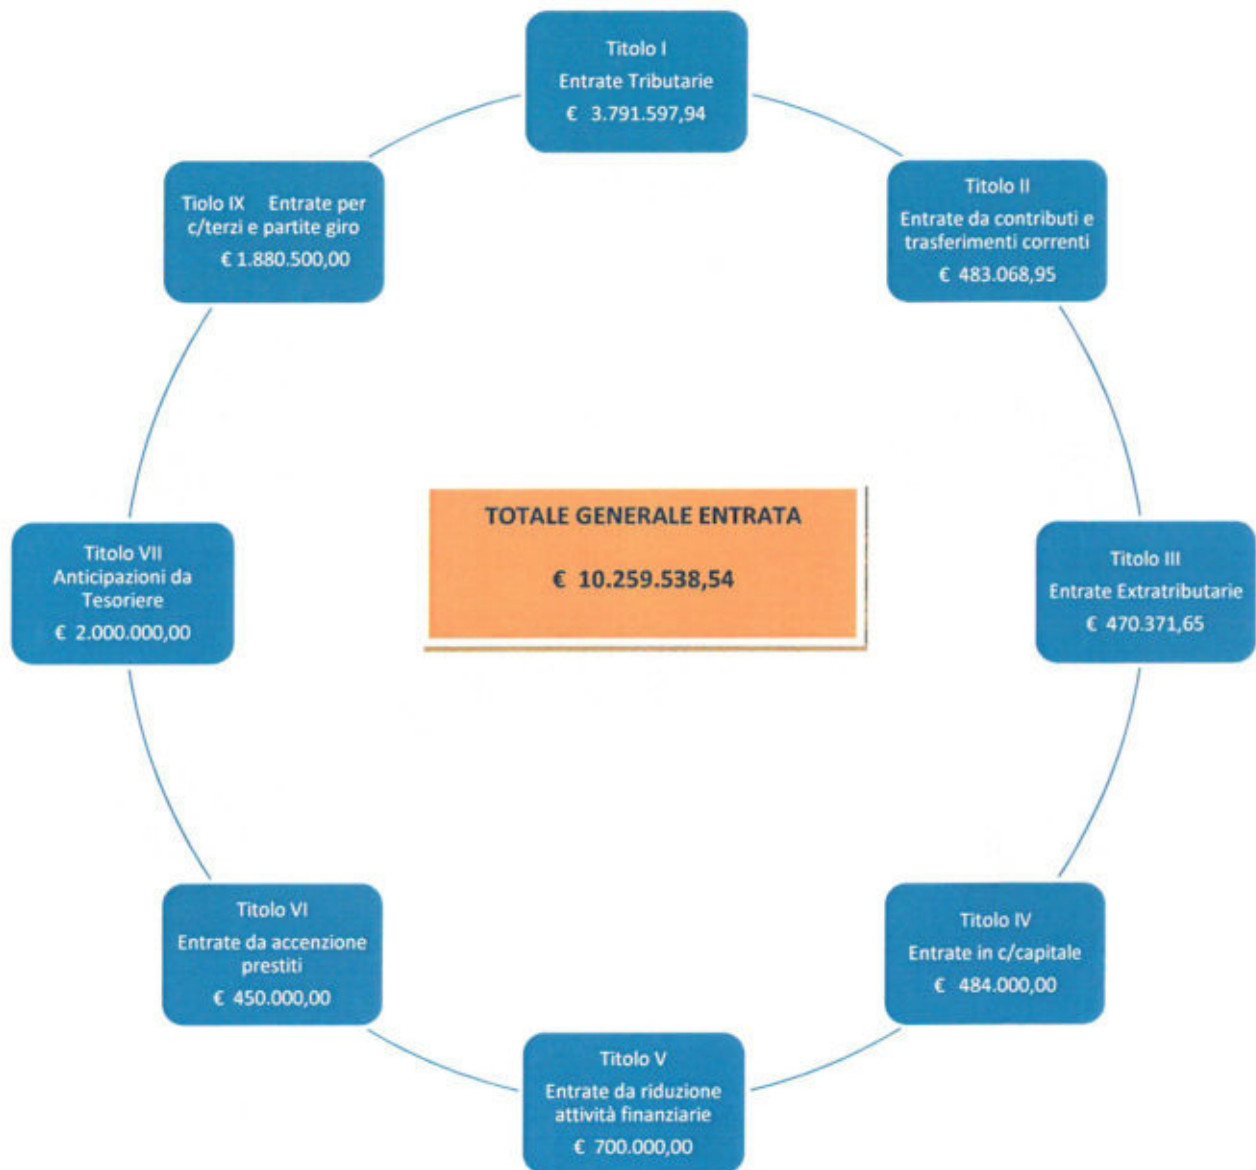 Titolo I
Entrate Tributarie
€ 3.791.597,94
Titolo II
Entrate da contributi e
trasferimenti correnti
€ 483.068,95
Titolo III
Entrate Extratributarie
€ 470.371,65
Titolo IV
Entrate in c/capitale
€ 484.000,00
Titolo V
Entrate da riduzione
attività finanziarie
€ 700.000,00
Titolo VI
Entrate da accenzione
prestiti
€ 450.000,00
Titolo VII
Anticipazioni da
Tesoriere
€ 2.000.000,00
Tiolo IX Entrate per
c/terzi e partite giro
€ 1.880.500,00
TOTALE GENERALE ENTRATA
€ 10.259.538,54